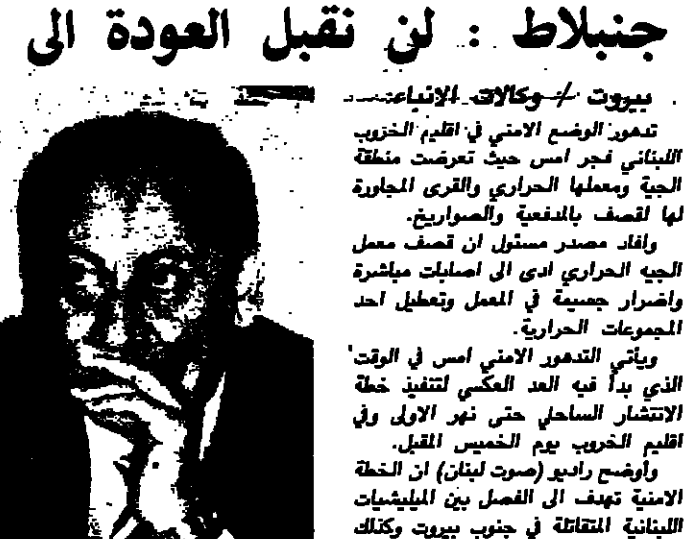 جنبلاط : لن نقبل العودة الى
بيروت / وكالات الانباء
تدهور الوضع الامني في اقليم الخروب
اللبناني فجر امس حيث تعرضت منطقة
الجية ومعملها الحراري والقرى المجاورة
لها لقصف بالمدفعية والصواريخ.
وافاد مصدر مسئول ان قصف معمل
الجيه الحراري ادى الى اصابات مباشرة
واضرار جسيمة في المعمل وتعطيل احد
المجموعات الحرارية.
ويأتي التدهور الامني امس في الوقت
الذي بدأ فيه العد العكسي لتنفيذ خطة
الانتشار الساحلي حتى نهر الاولى وفي
اقليم الخروب يوم الخميس المقبل.
وأوضح راديو (صوت لبنان) ان الخطة
الامنية تهدف الى الفصل بين الميليشيات
اللبنانية المتقاتلة في جنوب بيروت وكذلك